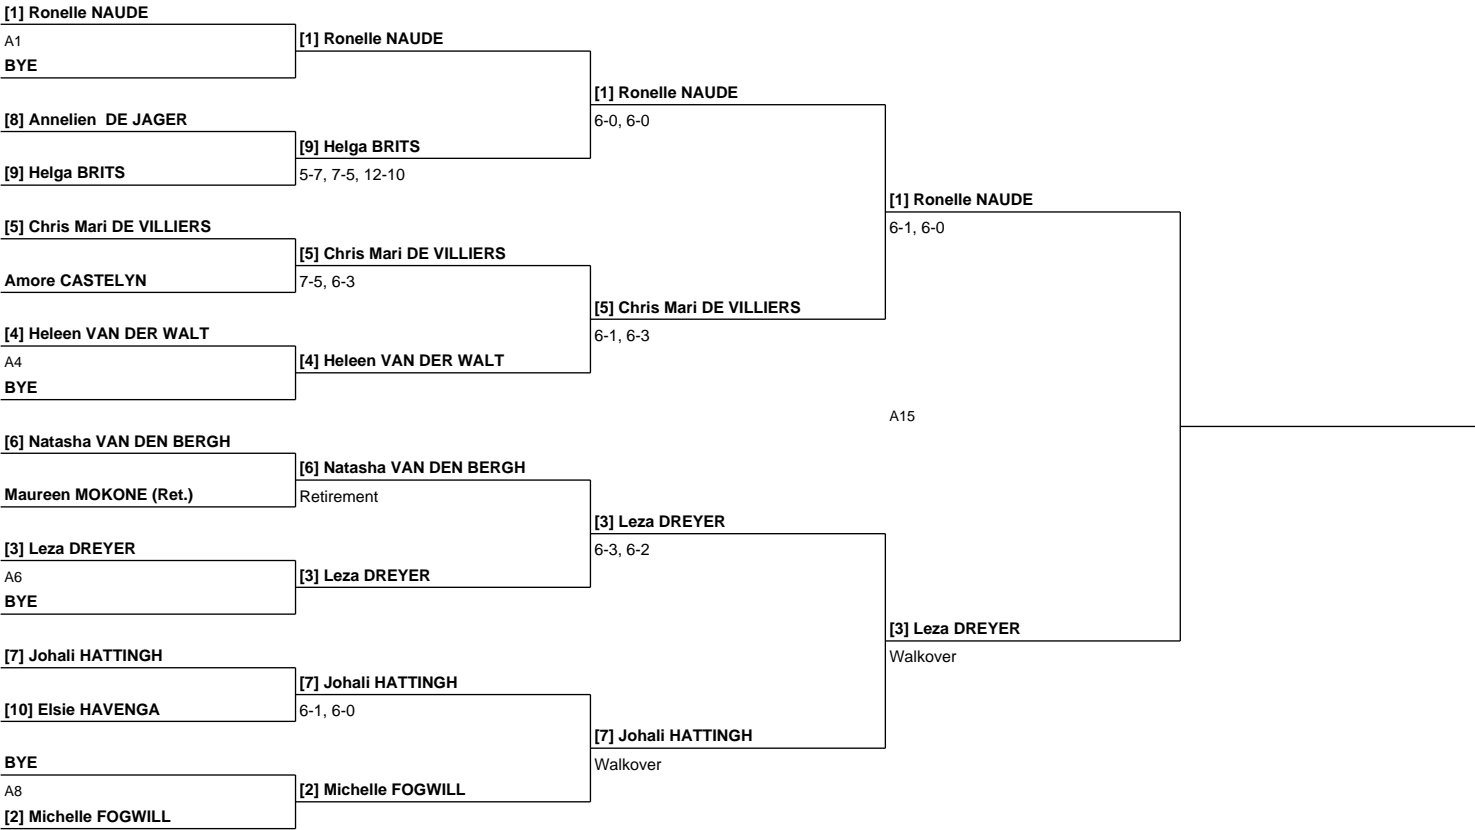 [1] Ronelle NAUDE
A1
BYE
[1] Ronelle NAUDE
[8] Annelien  DE JAGER
[9] Helga BRITS
[9] Helga BRITS
5-7, 7-5, 12-10
[1] Ronelle NAUDE
6-0, 6-0
[5] Chris Mari DE VILLIERS
Amore CASTELYN
[5] Chris Mari DE VILLIERS
7-5, 6-3
[4] Heleen VAN DER WALT
A4
BYE
[4] Heleen VAN DER WALT
[5] Chris Mari DE VILLIERS
6-1, 6-3
[1] Ronelle NAUDE
6-1, 6-0
A15
[6] Natasha VAN DEN BERGH
Maureen MOKONE (Ret.)
[6] Natasha VAN DEN BERGH
Retirement
[3] Leza DREYER
A6
BYE
[3] Leza DREYER
[3] Leza DREYER
6-3, 6-2
[7] Johali HATTINGH
[10] Elsie HAVENGA
[7] Johali HATTINGH
6-1, 6-0
BYE
A8
[2] Michelle FOGWILL
[2] Michelle FOGWILL
[7] Johali HATTINGH
Walkover
[3] Leza DREYER
Walkover